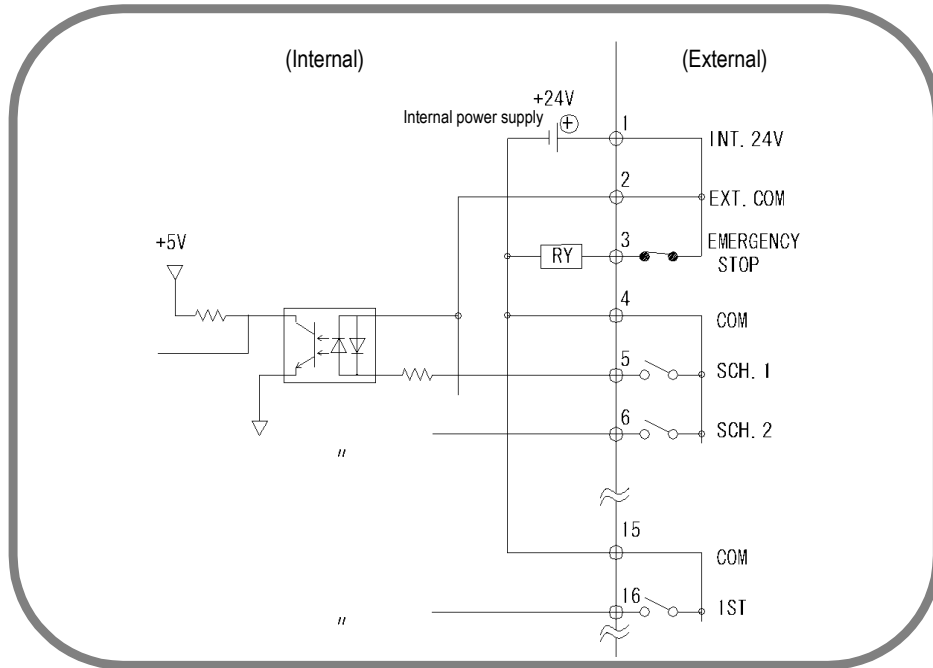 (Internal)
(External)
+24V
Internal power supply
1
INT. 24V
2
EXT. COM
+5V
RY
3
EMERGENCY
STOP
4
COM
5
SCH. 1
6
SCH. 2
〃
15
COM
16
1ST
〃